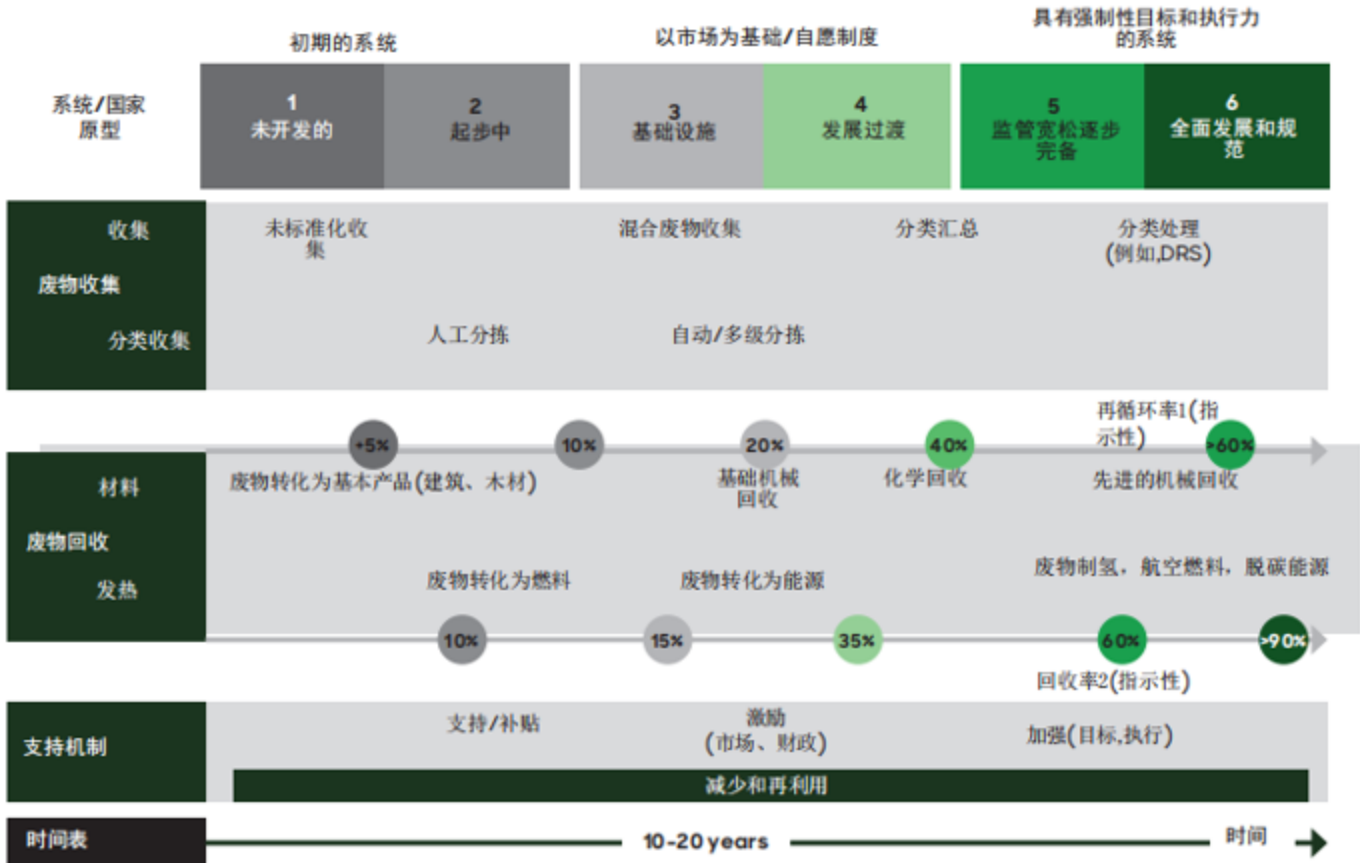 初期的系统
以市场为基础/自愿制度
具有强制性目标和执行力
的系统
系统/国家
原型
1
未开发的
2
起步中
3
基础设施
4
发展过渡
5
监管宽松逐步
完备
6
全面发展和规
范
收集
废物收集
分类收集
未标准化收
集
混合废物收集
分类汇总
分类处理
(例如,DRS)
人工分拣
自动/多级分拣
再循环率1(指
示性)
+5%
10%
20%
40%
>60%
材料
废物回收
发热
废物转化为基本产品(建筑、木材)
基础机械
回收
化学回收
先进的机械回收
废物转化为燃料
废物转化为能源
废物制氢，航空燃料，脱碳能源
10%
15%
35%
60%
>90%
回收率2(指示性)
支持机制
支持/补贴
激励
(市场、财政)
加强(目标,执行)
减少和再利用
时间表
10-20 years
时间